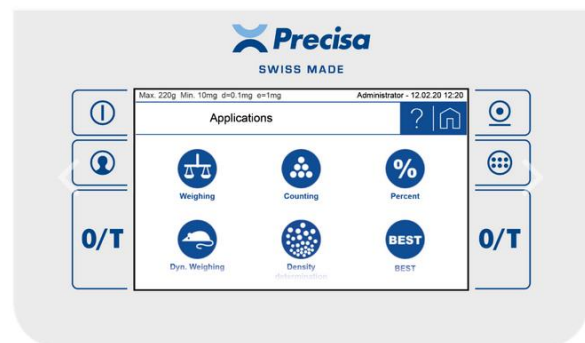 Precisa
SWISS MADE
Max. 220g Min. 10mg d=0.1mg e=1mg
Administrator - 12.02.20 12:20
Applications
?
Weighing
Counting
%
Percent
0/T
0/T
Dyn. Weighing
Density
determination
BEST
BEST